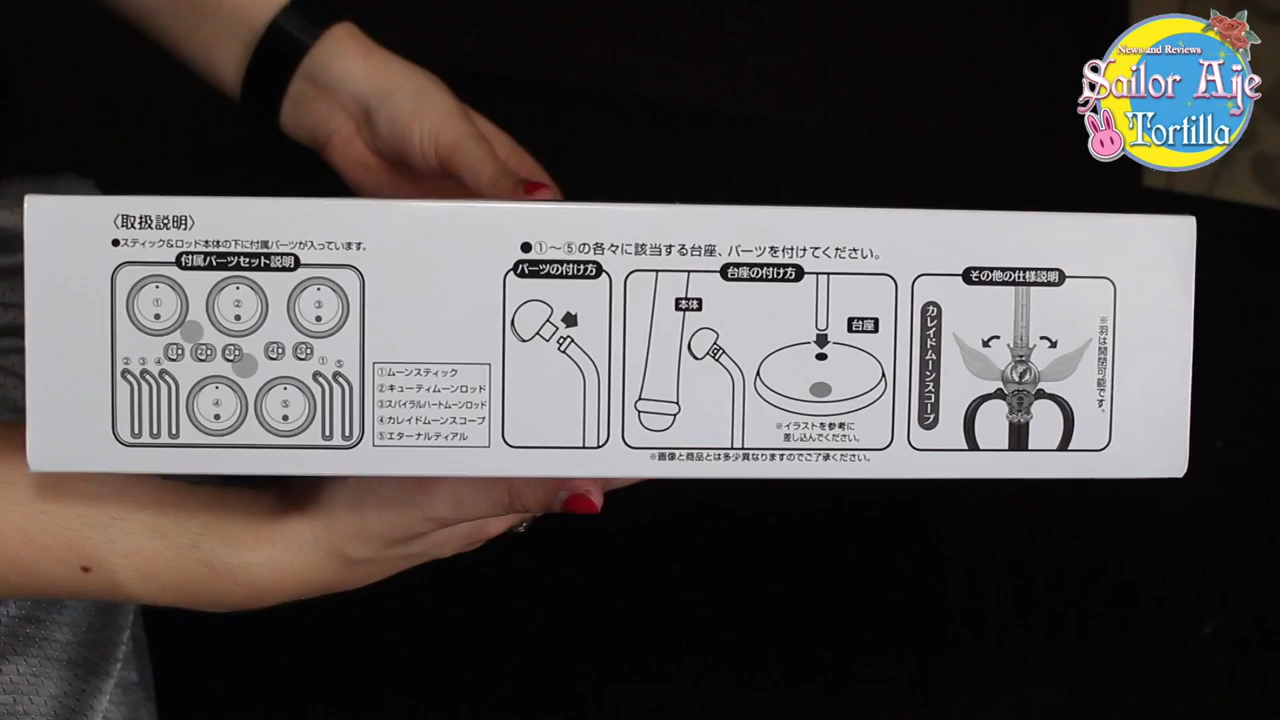 News and Reviews
Sailor Aije
Tortilla
〈取扱説明〉
●スティック&ロッド本体の下に付属パーツが入っています。
付属パーツセット説明
① ② ③
① ② ③ ④ ⑤
② ③ ④
① ⑤
④ ⑤
①ムーンスティック
②キューティムーンロッド
③スパイラルハートムーンロッド
④カレイドムーンスコープ
⑤エターナルティアル
●①～⑤の各々に該当する台座、パーツを付けてください。
パーツの付け方
台座の付け方
本体
台座
※イラストを参考に
差し込んでください。
※画像と商品とは多少異なりますのでご了承ください。
その他の仕様説明
カレイドムーンスコープ
※羽は開閉可能です。